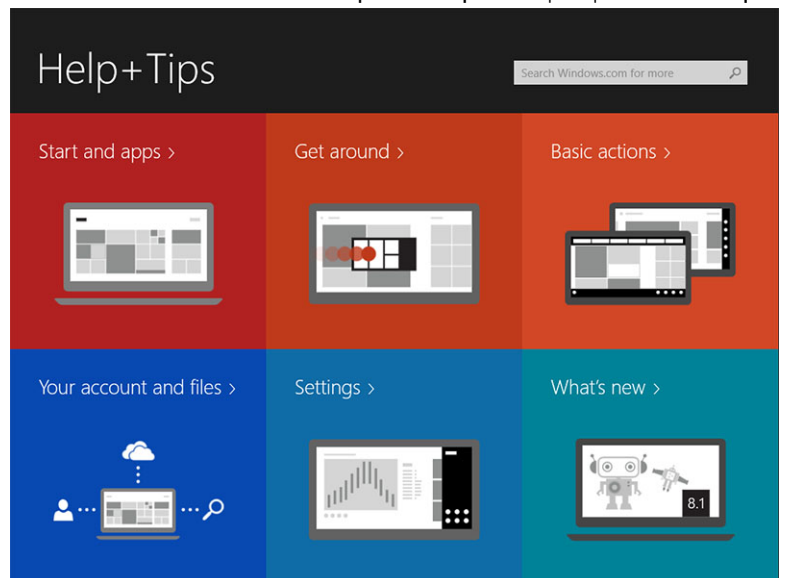 Help+Tips
Search Windows.com for more
Start and apps >
Get around >
Basic actions >
Your account and files >
Settings >
What's new >
8.1